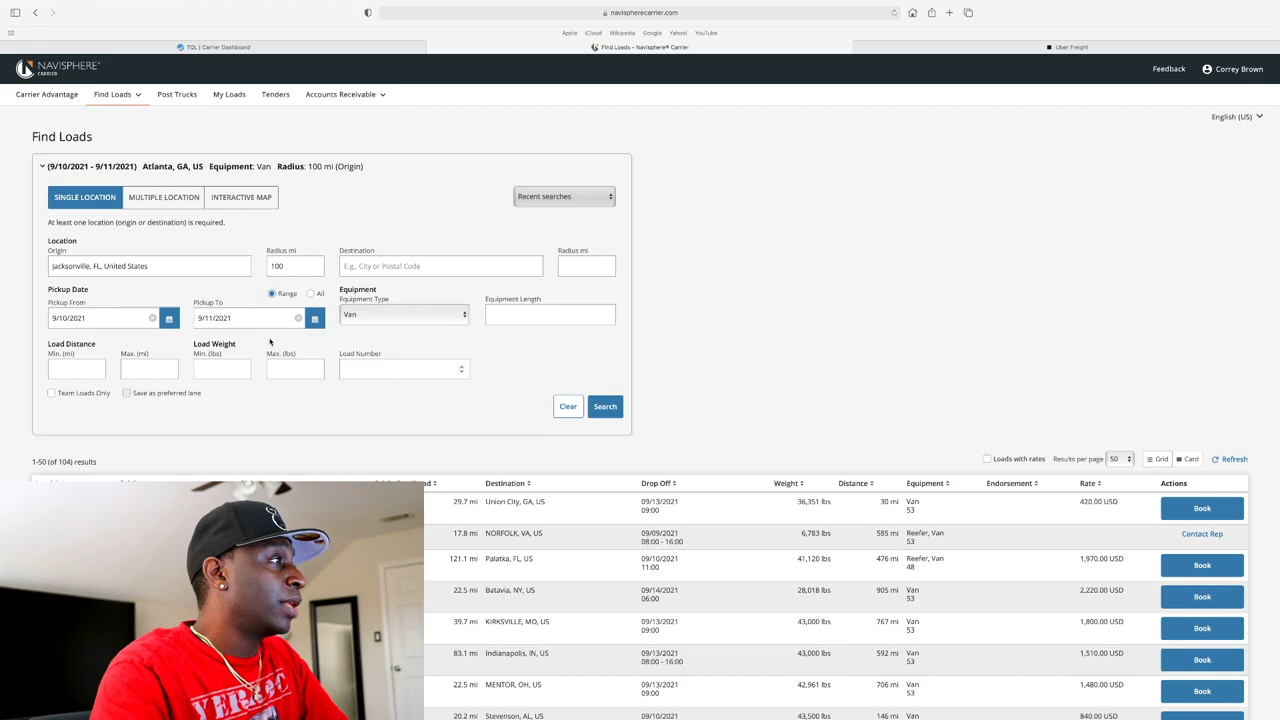 navispherecarrier.com
Apple iCloud Wikipedia Google Yahoo! YouTube
TQL | Carrier Dashboard Find Loads - Navisphere® Carrier Uber Freight
NAVISPHERE®
CARRIER
Feedback Correy Brown
Carrier Advantage Find Loads Post Trucks My Loads Tenders Accounts Receivable
English (US)
Find Loads
(9/10/2021 - 9/11/2021) Atlanta, GA, US Equipment: Van Radius: 100 mi (Origin)
SINGLE LOCATION MULTIPLE LOCATION INTERACTIVE MAP Recent searches
At least one location (origin or destination) is required.
Location
Origin Radius mi Destination Radius mi
Jacksonville, FL, United States 100 E.g., City or Postal Code
Pickup Date Range All Equipment
Pickup From Pickup To Equipment Type Equipment Length
9/10/2021 9/11/2021 Van
Load Distance Load Weight
Min. (mi) Max. (mi) Min. (lbs) Max. (lbs) Load Number
Team Loads Only Save as preferred lane
Clear Search
1-50 (of 104) results Loads with rates Results per page 50 Grid Card Refresh
Destination Drop Off Weight Distance Equipment Endorsement Rate Actions
29.7 mi Union City, GA, US 09/13/2021 09:00 36,351 lbs 30 mi Van 53 420.00 USD Book
17.8 mi NORFOLK, VA, US 09/09/2021 08:00 - 16:00 6,783 lbs 585 mi Reefer, Van 53 Contact Rep
121.1 mi Palatka, FL, US 09/10/2021 11:00 41,120 lbs 476 mi Reefer, Van 48 1,970.00 USD Book
22.5 mi Batavia, NY, US 09/14/2021 06:00 28,018 lbs 905 mi Van 53 2,220.00 USD Book
39.7 mi KIRKSVILLE, MO, US 09/13/2021 09:00 43,000 lbs 767 mi Van 53 1,800.00 USD Book
83.1 mi Indianapolis, IN, US 09/13/2021 08:00 - 16:00 43,000 lbs 592 mi Van 53 1,510.00 USD Book
22.5 mi MENTOR, OH, US 09/13/2021 09:00 42,961 lbs 706 mi Van 53 1,480.00 USD Book
20.2 mi Stevenson, AL, US 09/10/2021 43,500 lbs 146 mi Van 840.00 USD Book